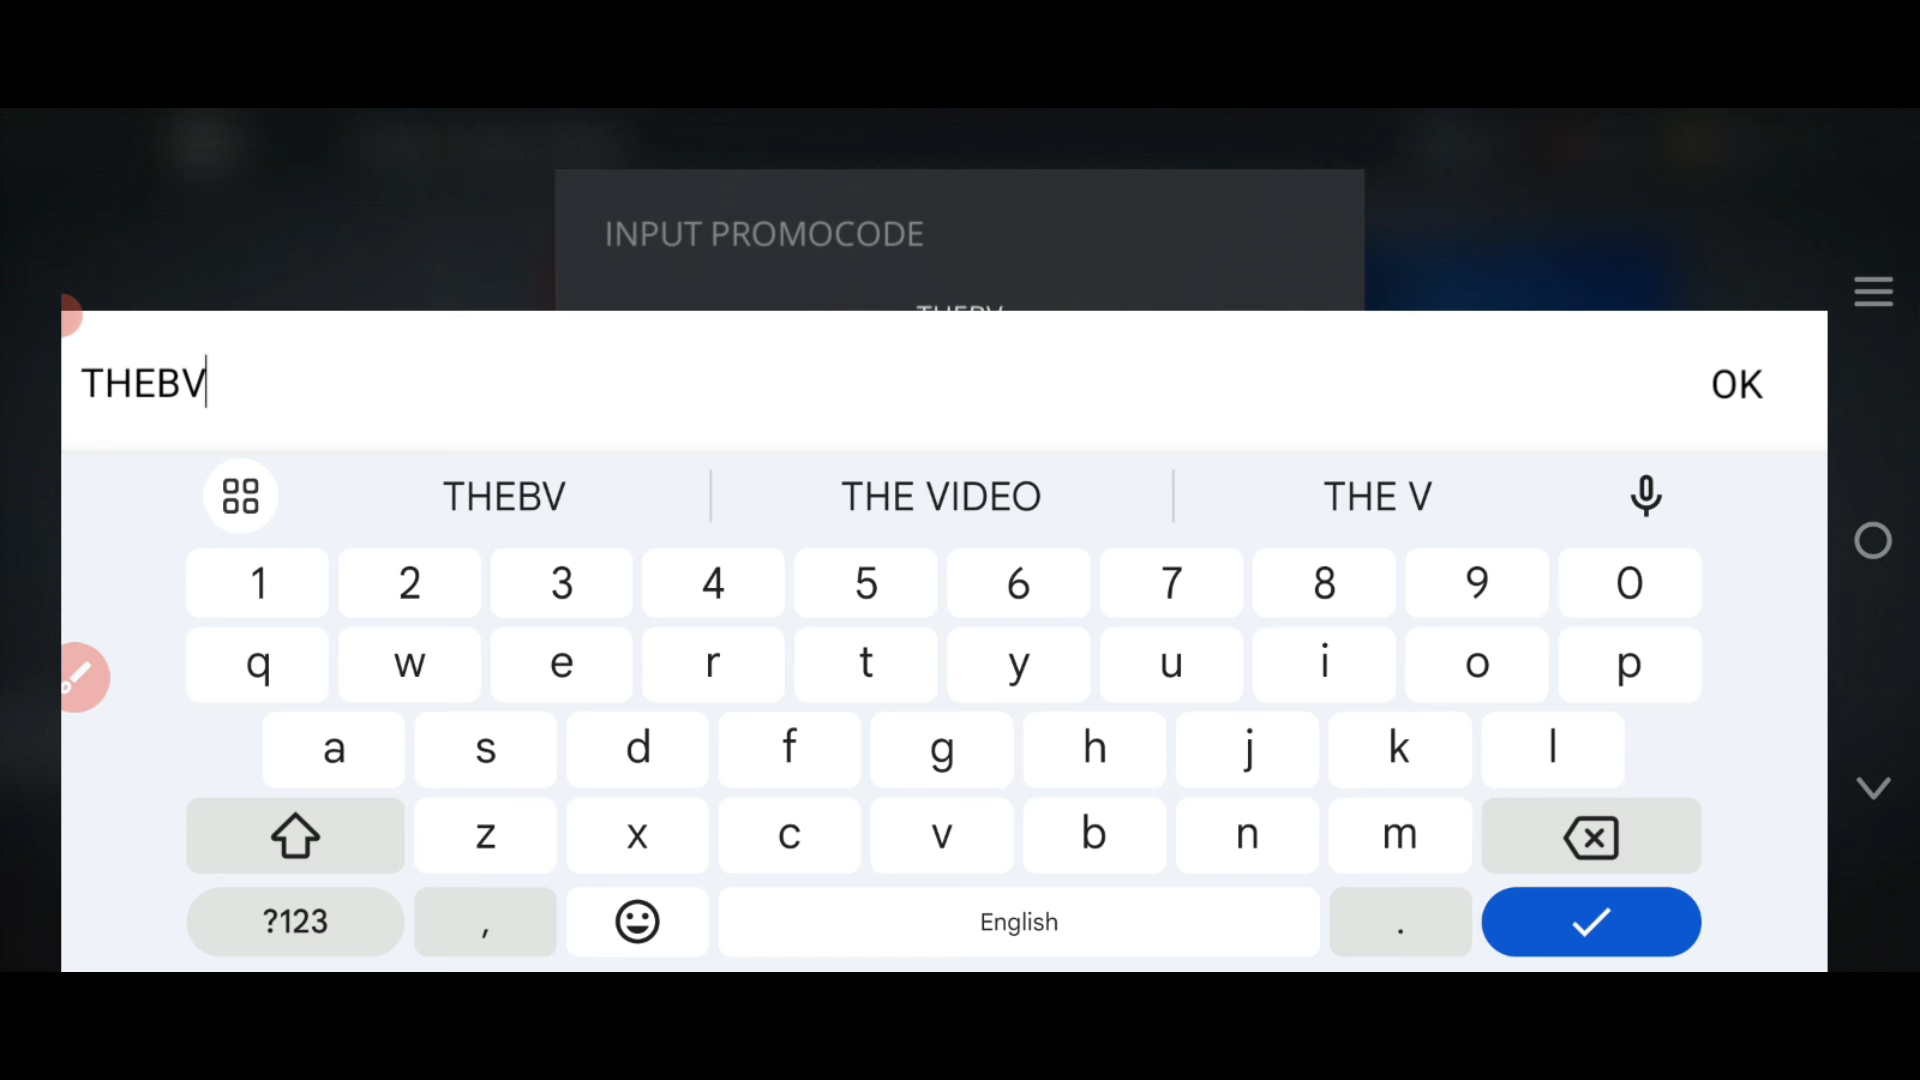 INPUT PROMOCODE
THEBV
THEBV
OK
THEBV
THE VIDEO
THE V
1 2 3 4 5 6 7 8 9 0
q w e r t y u i o p
a s d f g h j k l
z x c v b n m
?123 , English .